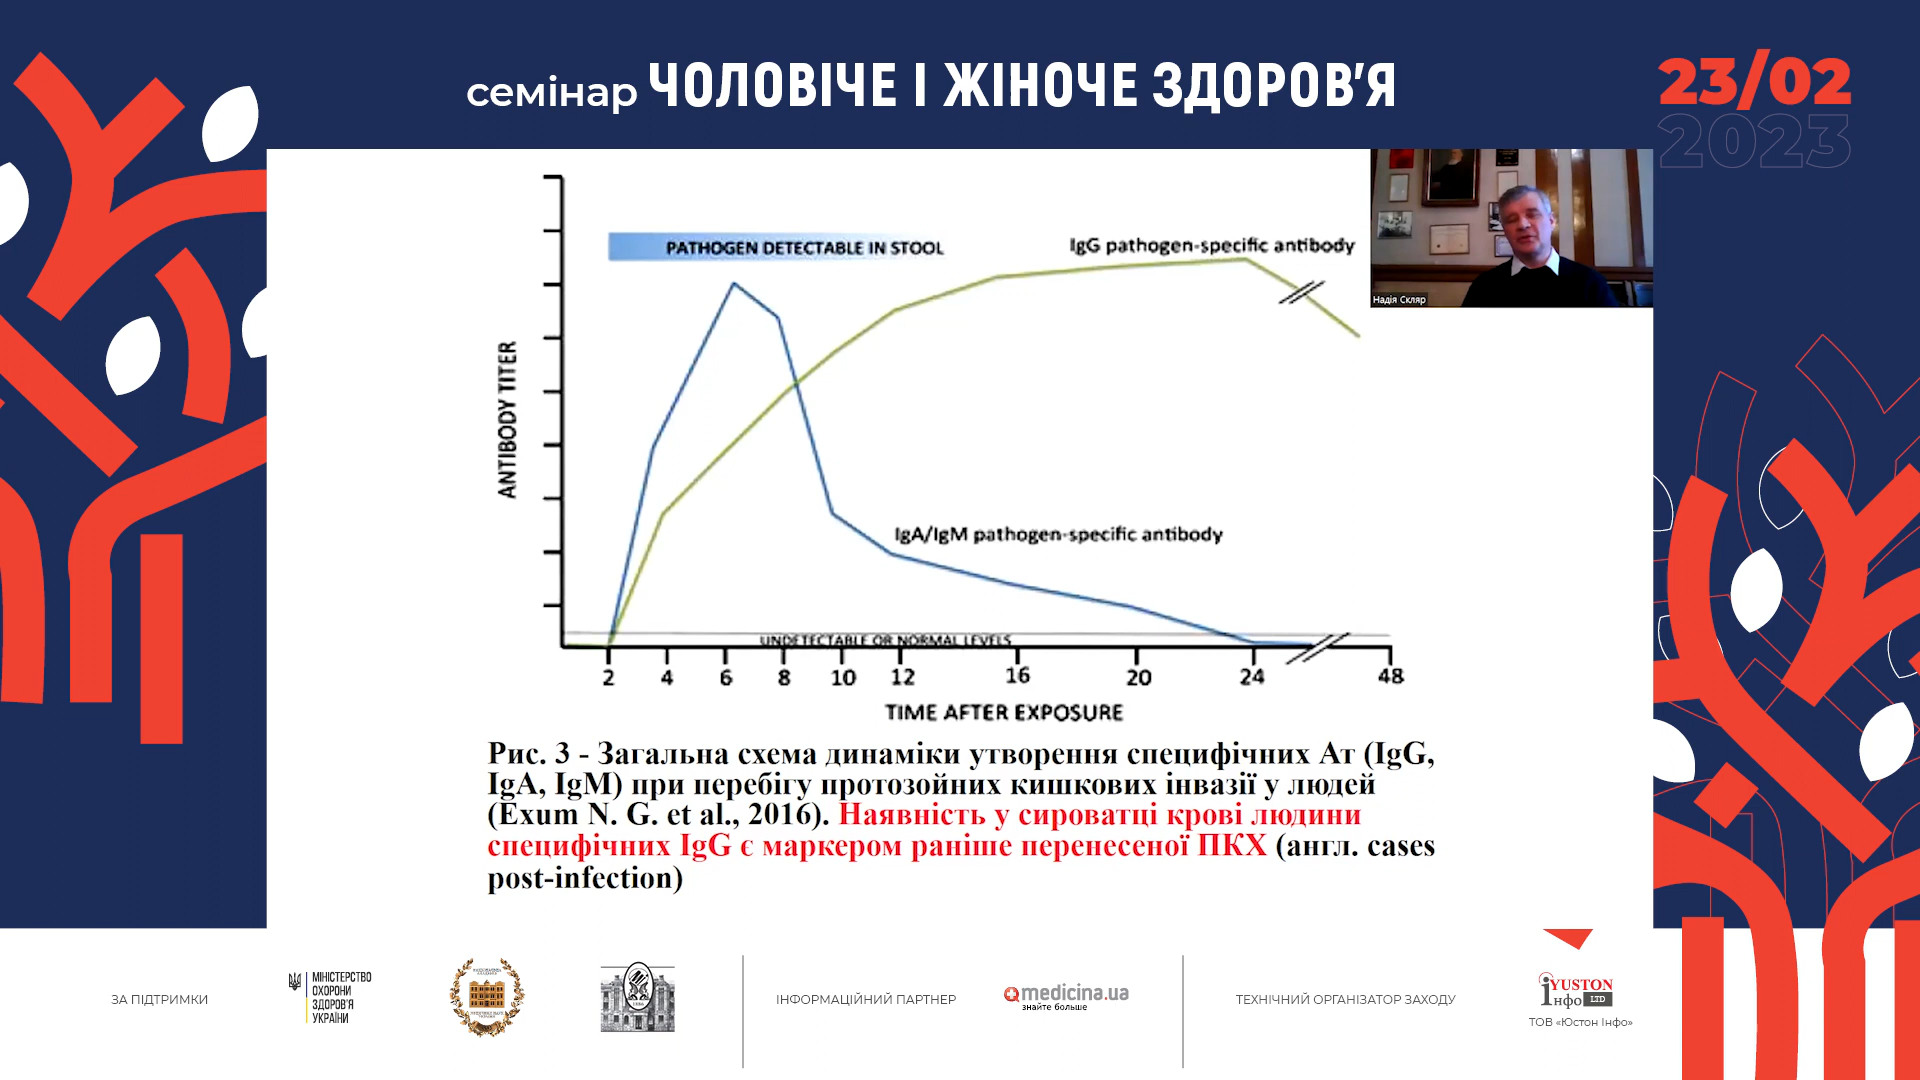 семінар ЧОЛОВІЧЕ І ЖІНОЧЕ ЗДОРОВ'Я
23/02
2023
PATHOGEN DETECTABLE IN STOOL
IgG pathogen-specific antibody
Надія Скляр
ANTIBODY TITER
IgA/IgM pathogen-specific antibody
UNDETECTABLE OR NORMAL LEVELS
2 4 6 8 10 12 16 20 24 48
TIME AFTER EXPOSURE
Рис. 3 - Загальна схема динаміки утворення специфічних Ат (IgG,
IgA, IgM) при перебігу протозойних кишкових інвазії у людей
(Exum N. G. et al., 2016). Наявність у сироватці крові людини
специфічних IgG є маркером раніше перенесеної ПКХ (англ. cases
post-infection)
ЗА ПІДТРИМКИ
МІНІСТЕРСТВО
ОХОРОНИ
ЗДОРОВ'Я
УКРАЇНИ
ІНФОРМАЦІЙНИЙ ПАРТНЕР
medicina.ua
знайте больше
ТЕХНІЧНИЙ ОРГАНІЗАТОР ЗАХОДУ
iYUSTON
Інфо LTD
ТОВ «Юстон Інфо»